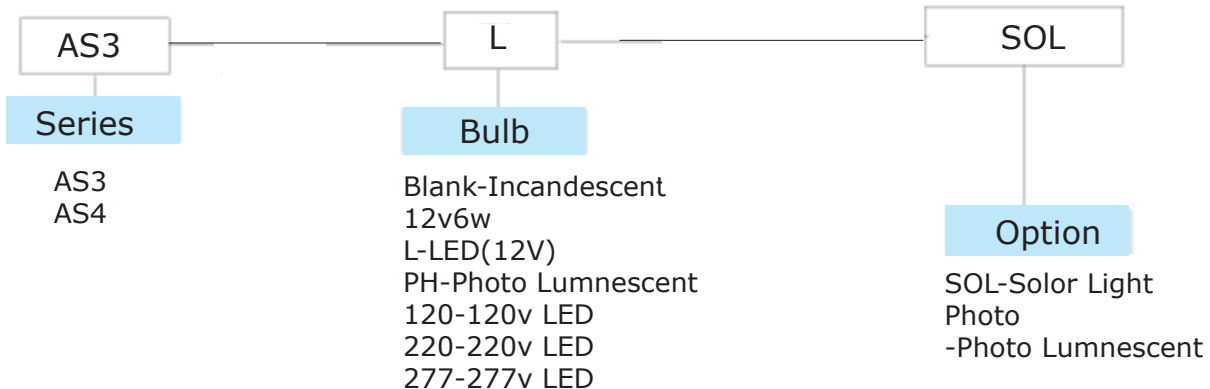 AS3
L
SOL
Series
AS3
AS4
Bulb
Blank-Incandescent
12v6w
L-LED(12V)
PH-Photo Lumnescent
120-120v LED
220-220v LED
277-277v LED
Option
SOL-Solor Light
Photo
-Photo Lumnescent